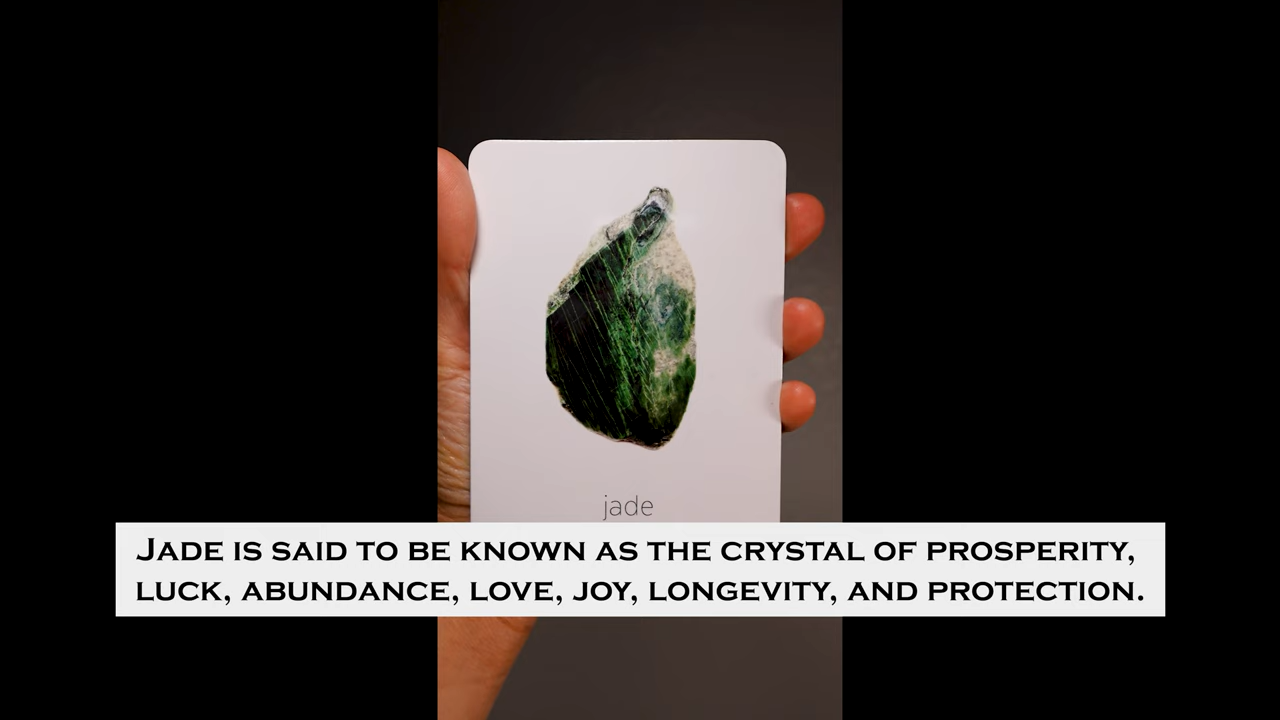 jade
JADE IS SAID TO BE KNOWN AS THE CRYSTAL OF PROSPERITY,
LUCK, ABUNDANCE, LOVE, JOY, LONGEVITY, AND PROTECTION.